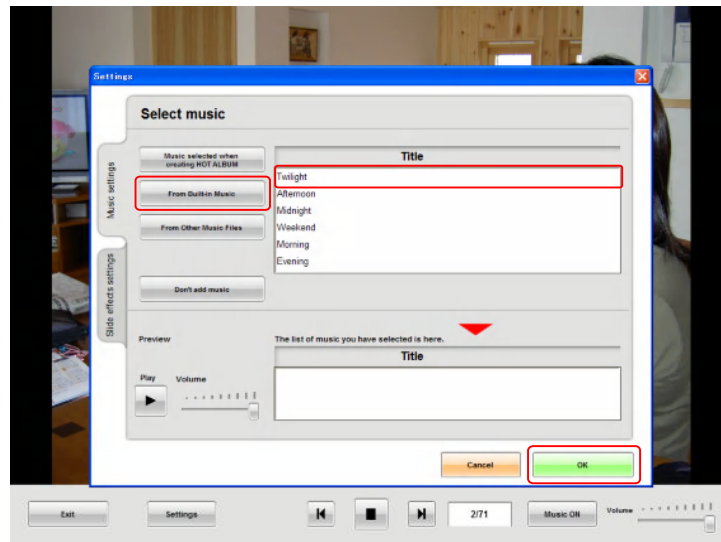 Settings
Select music
Music settings
Slide effects settings
Music selected when
creating HOT ALBUM
From Built-in Music
From Other Music Files
Don't add music
Title
Twilight
Afternoon
Midnight
Weekend
Morning
Evening
Preview
The list of music you have selected is here.
Title
Play
Volume
Cancel
OK
Exit
Settings
2/71
Music ON
Volume